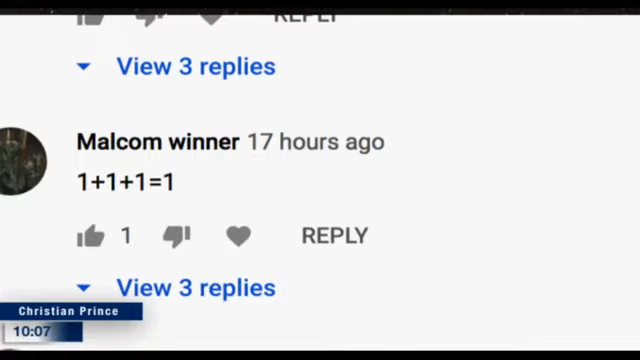 REPLY
View 3 replies
Malcom winner 17 hours ago
1+1+1=1
1 REPLY
View 3 replies
Christian Prince
10:07